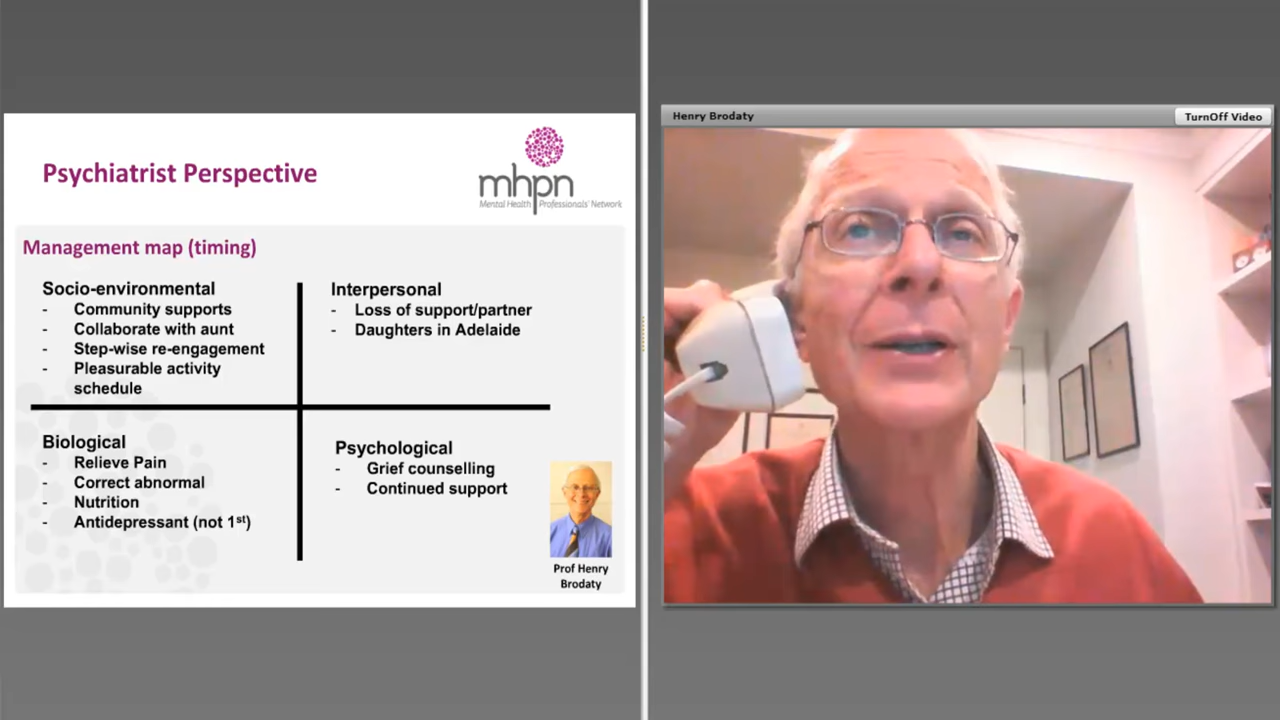 Psychiatrist Perspective
mhpn
Mental Health Professionals' Network
Management map (timing)
Socio-environmental
- Community supports
- Collaborate with aunt
- Step-wise re-engagement
- Pleasurable activity
schedule
Interpersonal
- Loss of support/partner
- Daughters in Adelaide
Biological
- Relieve Pain
- Correct abnormal
- Nutrition
- Antidepressant (not 1st)
Psychological
- Grief counselling
- Continued support
Prof Henry
Brodaty
Henry Brodaty
TurnOff Video